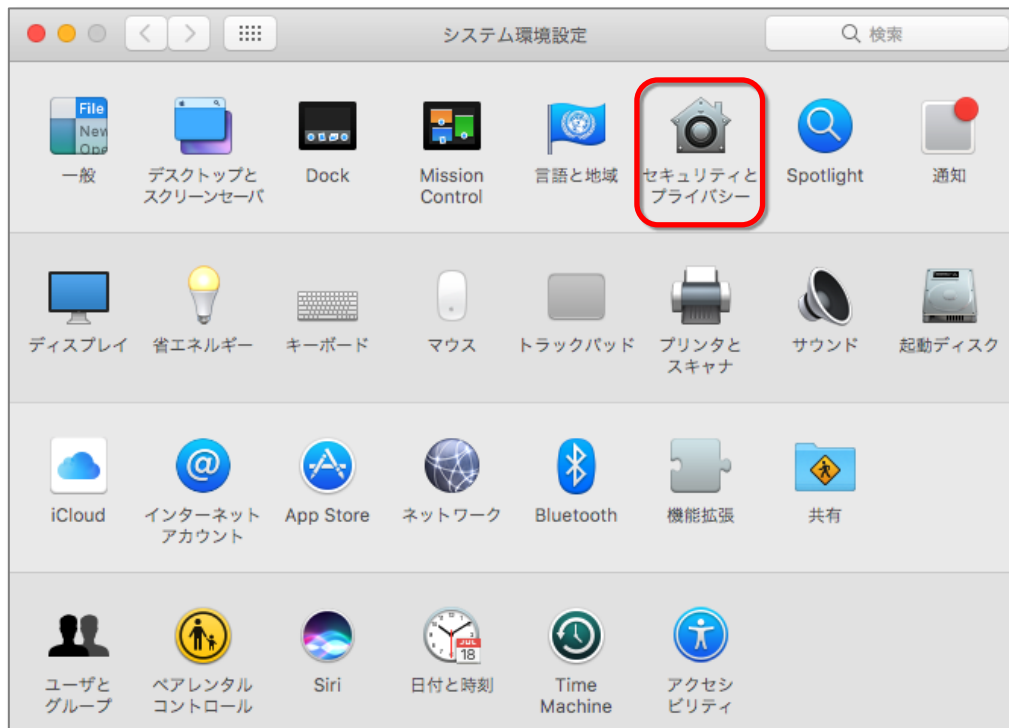 システム環境設定
検索
File
New
Ope
一般
デスクトップと
スクリーンセーバ
Dock
Mission
Control
言語と地域
セキュリティと
プライバシー
Spotlight
通知
ディスプレイ
省エネルギー
キーボード
マウス
トラックパッド
プリンタと
スキャナ
サウンド
起動ディスク
iCloud
インターネット
アカウント
App Store
ネットワーク
Bluetooth
機能拡張
共有
ユーザと
グループ
ペアレンタル
コントロール
Siri
JUL
18
日付と時刻
Time
Machine
アクセシ
ビリティ